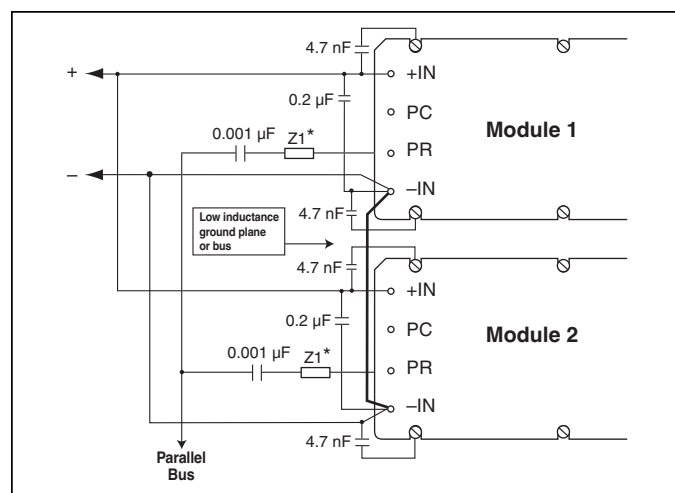 4.7 nF
+
+IN
0.2 µF
PC
Module 1
0.001 µF
Z1*
PR
–
–IN
4.7 nF
Low inductance
ground plane
or bus
4.7 nF
+IN
0.2 µF
PC
Module 2
0.001 µF
Z1*
PR
–IN
4.7 nF
Parallel
Bus